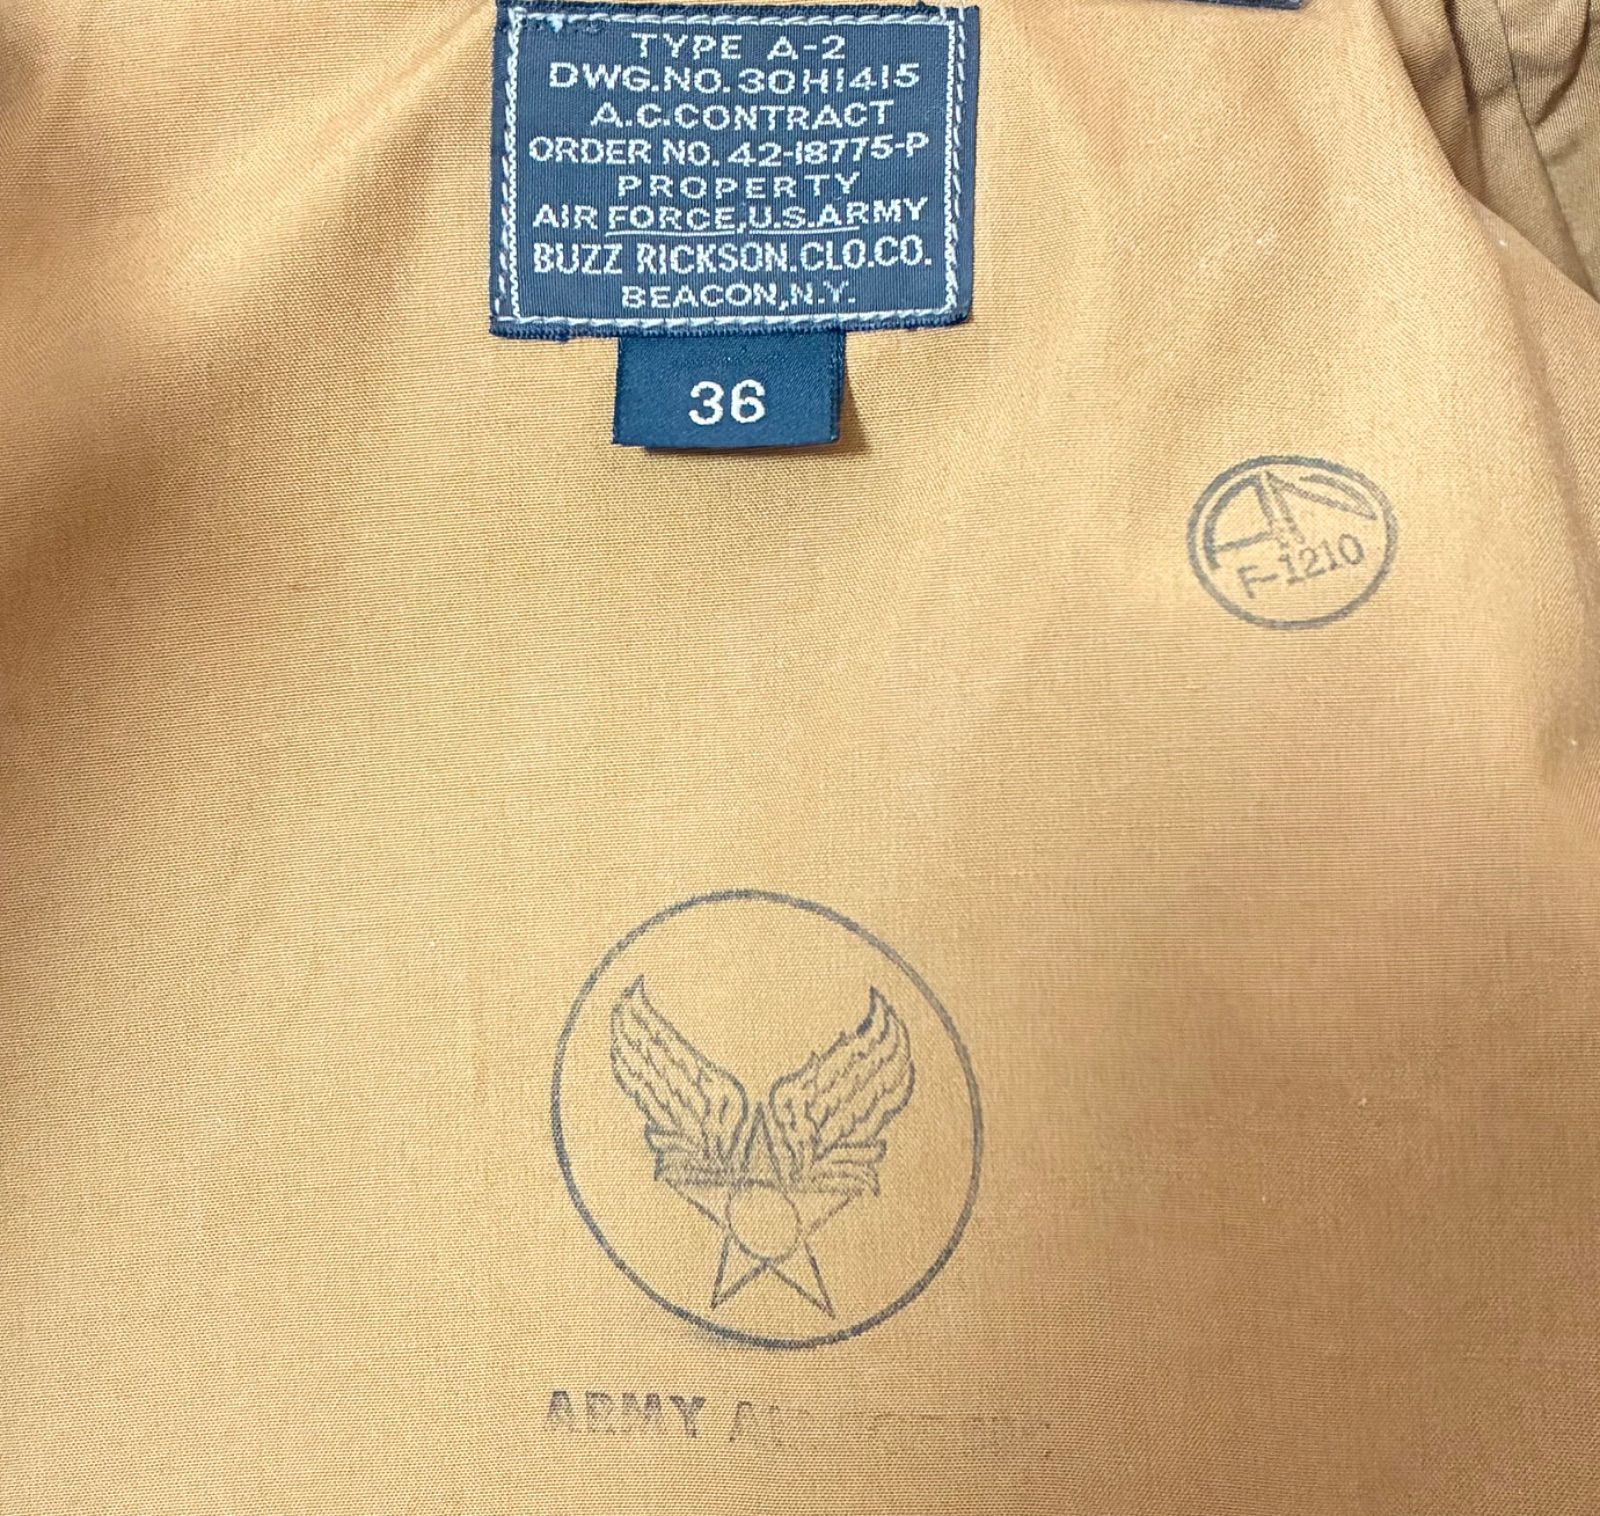 TYPE A-2
DWG.NO.30H1415
A.C.CONTRACT
ORDER NO.42-18775-P
PROPERTY
AIR FORCE,U.S.ARMY
BUZZ RICKSON.CLO.CO.
BEACON,N.Y.
36
F-1210
ARMY AIR